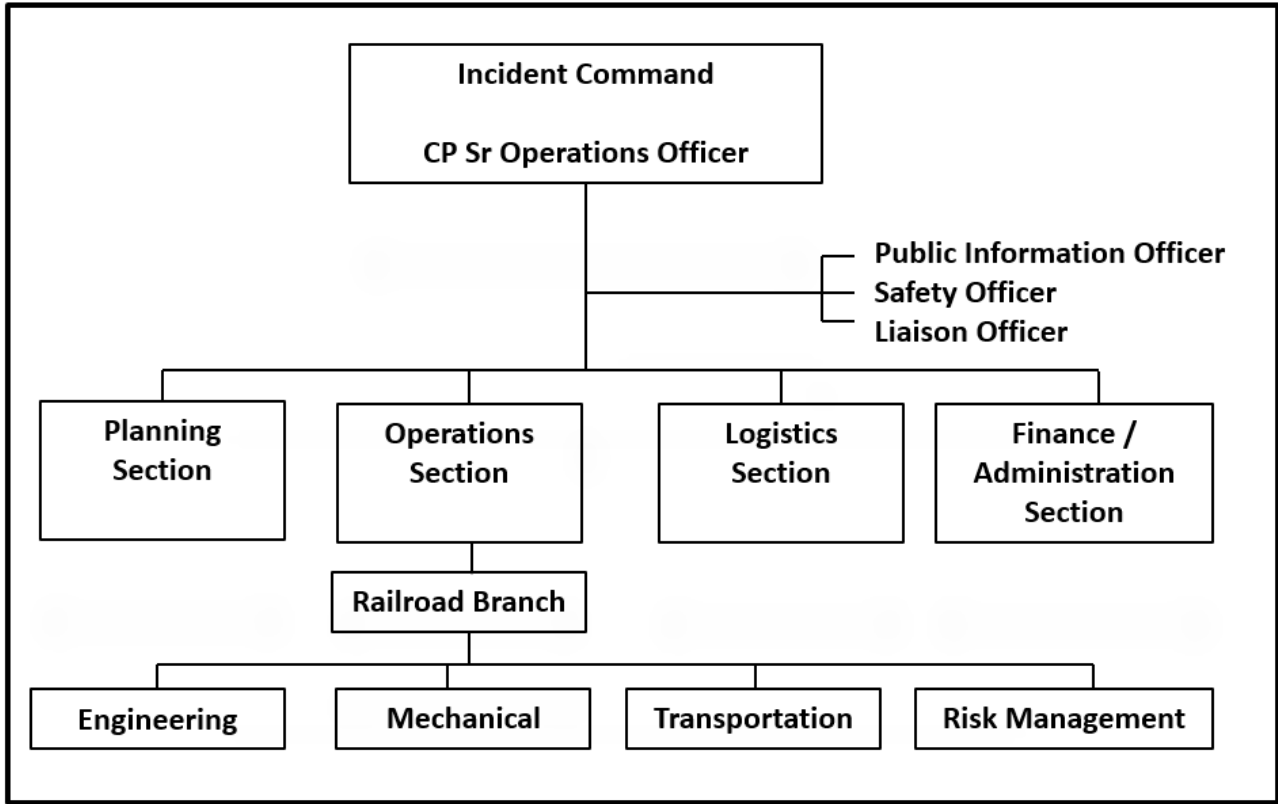 Incident Command
CP Sr Operations Officer
Public Information Officer
Safety Officer
Liaison Officer
Planning
Section
Operations
Section
Logistics
Section
Finance /
Administration
Section
Railroad Branch
Engineering
Mechanical
Transportation
Risk Management